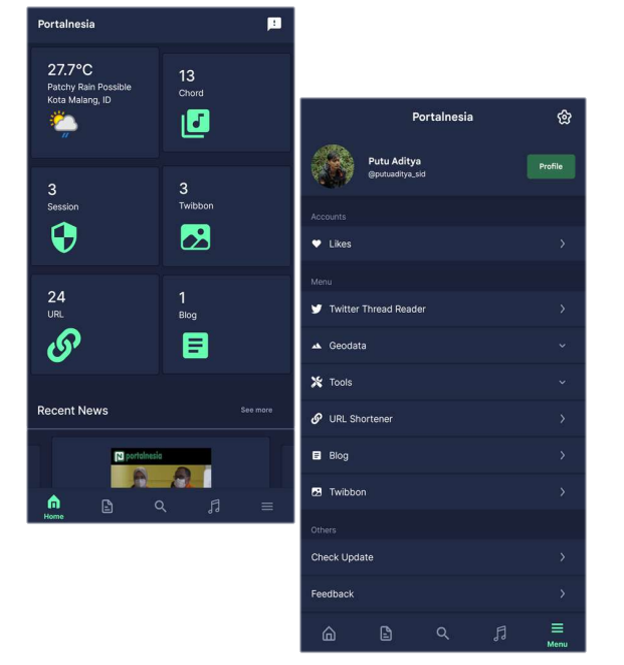 Portalnesia
27.7°C
Patchy Rain Possible
Kota Malang, ID
13
Chord
3
Session
3
Twibbon
24
URL
1
Blog
Recent News
See more
portalnesia
Home
Portalnesia
Putu Aditya
@putuaditya_sid
Profile
Accounts
Likes
Menu
Twitter Thread Reader
Geodata
Tools
URL Shortener
Blog
Twibbon
Others
Check Update
Feedback
Menu